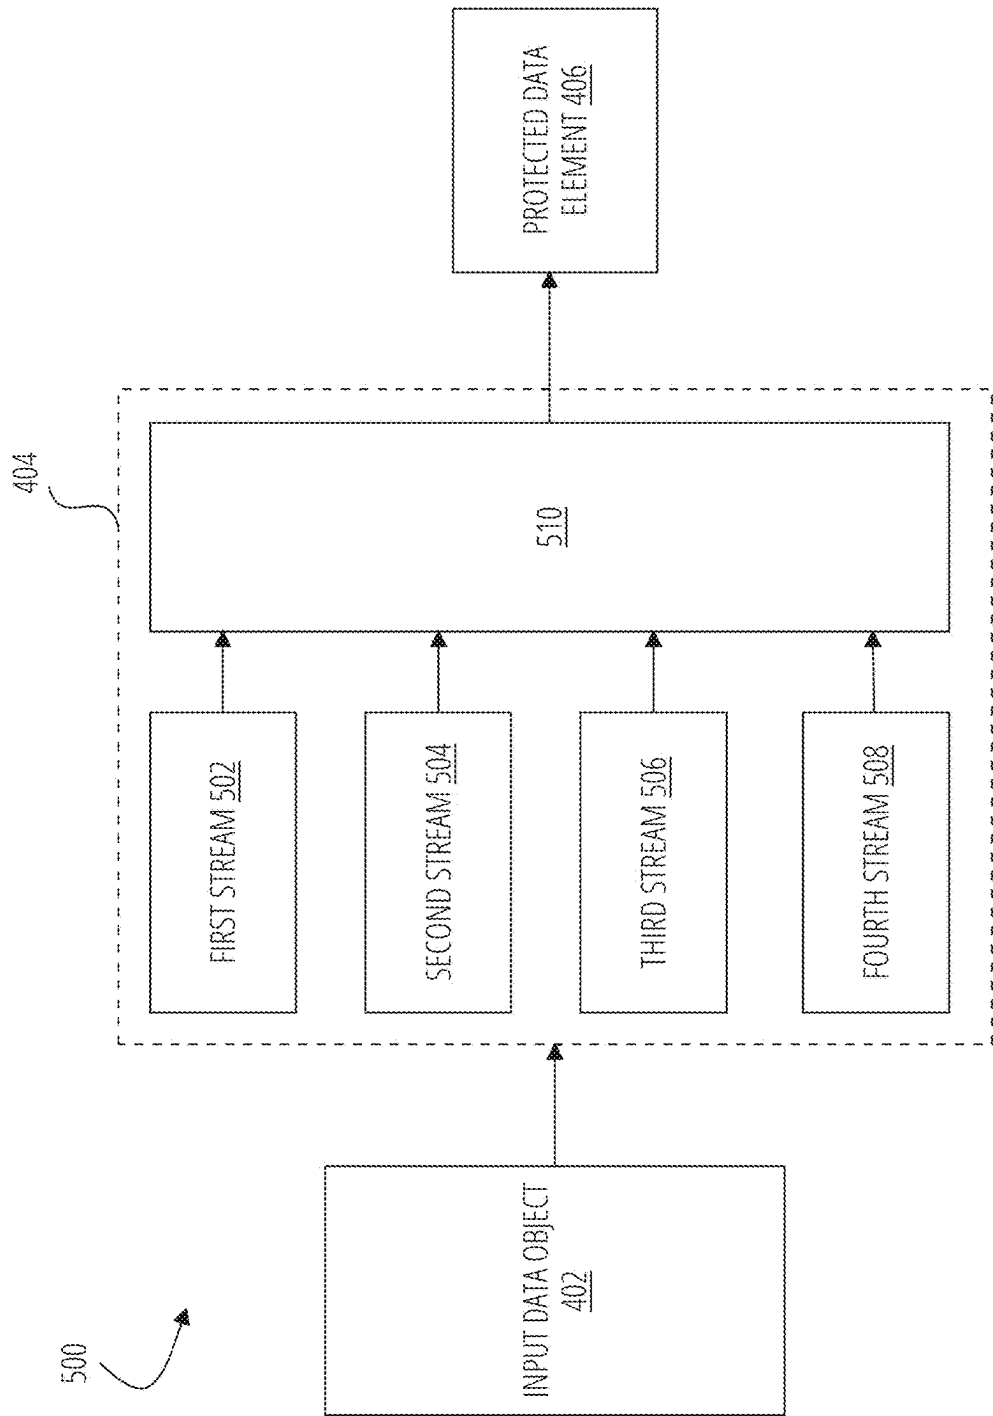 500
404
INPUT DATA OBJECT
402
FIRST STREAM 502
SECOND STREAM 504
THIRD STREAM 506
FOURTH STREAM 508
510
PROTECTED DATA
ELEMENT 406